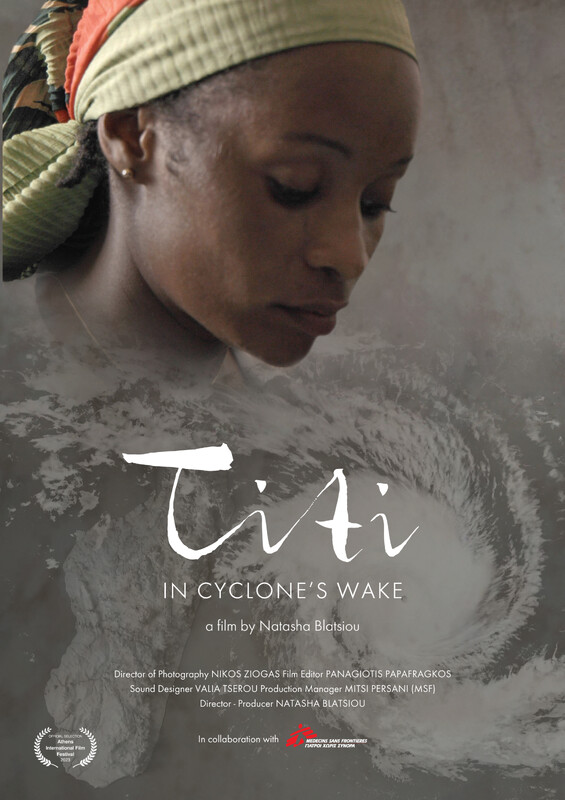 Titi
IN CYCLONE'S WAKE
a film by Natasha Blatsiou
Director of Photography NIKOS ZIOGAS Film Editor PANAGIOTIS PAPAFRAGKOS
Sound Designer VALIA TSEROU Production Manager MITSI PERSANI (MSF)
Director - Producer NATASHA BLATSIOU
In collaboration with
MEDECINS SANS FRONTIERES
ΓΙΑΤΡΟΙ ΧΩΡΙΣ ΣΥΝΟΡΑ
OFFICIAL SELECTION
Athens
International Film
Festival
2023